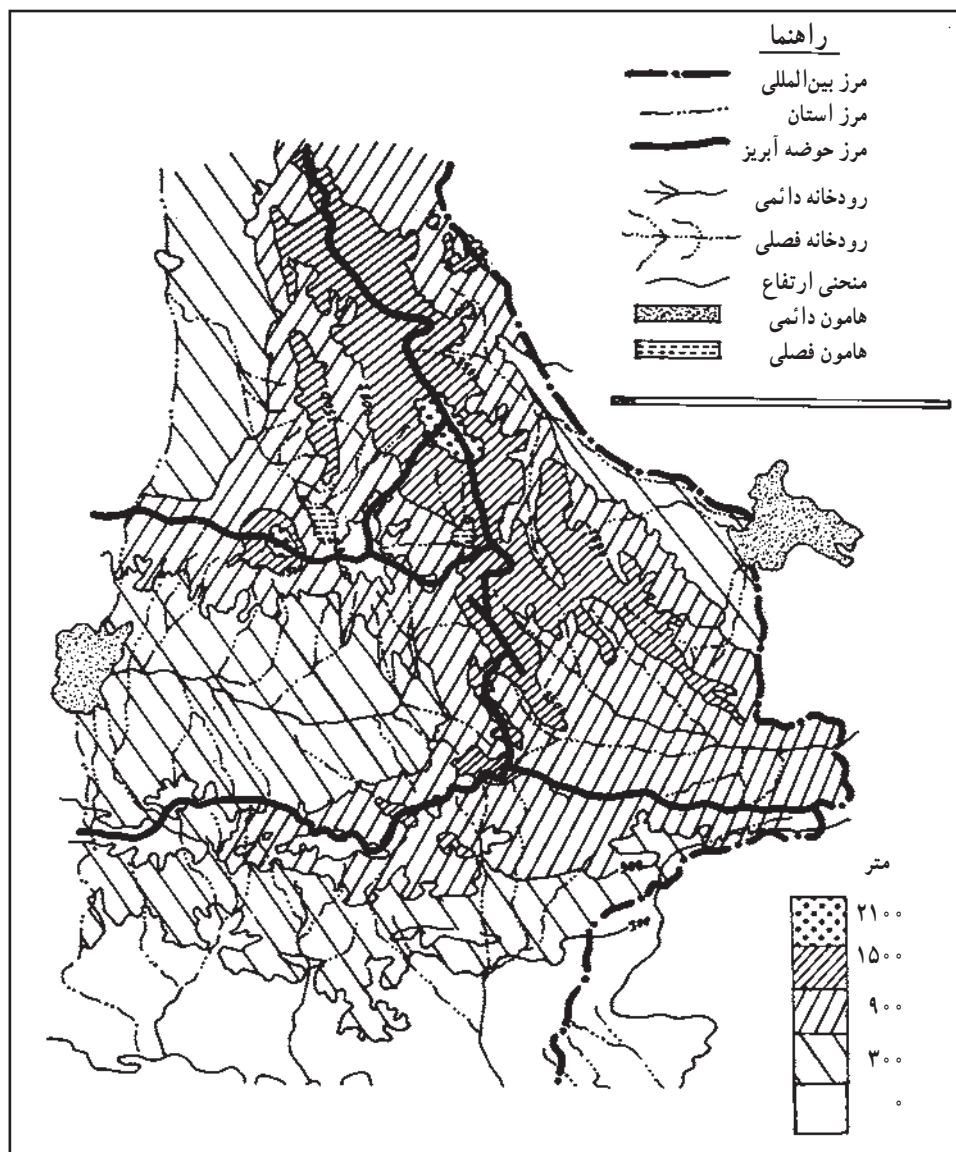 راهنما
مرز بین‌المللی
مرز استان
مرز حوضه آبریز
رودخانه دائمی
رودخانه فصلی
منحنی ارتفاع
هامون دائمی
هامون فصلی
متر
۲۱۰۰
۱۵۰۰
۹۰۰
۳۰۰
۰